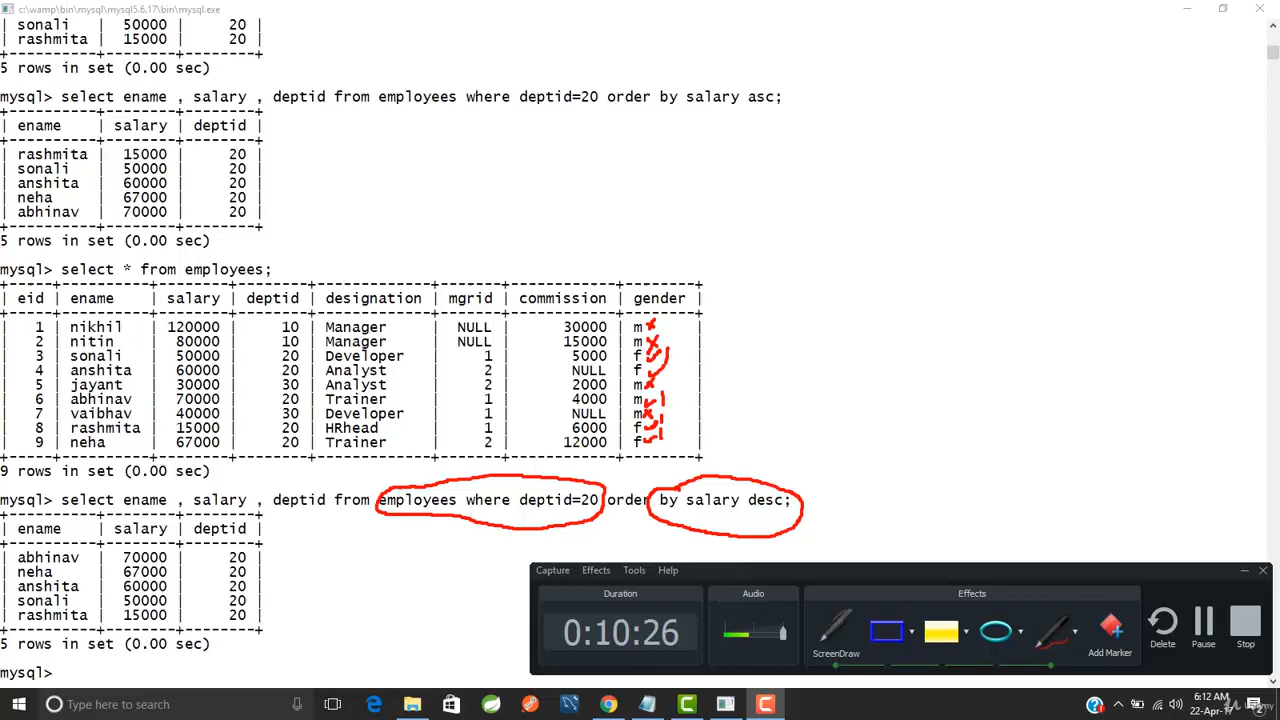 c:\wamp\bin\mysql\mysql5.6.17\bin\mysql.exe
| sonali | 50000 | 20 |
| rashmita | 15000 | 20 |
+----------+--------+--------+
5 rows in set (0.00 sec)
mysql> select ename , salary , deptid from employees where deptid=20 order by salary asc;
+----------+--------+--------+
| ename | salary | deptid |
+----------+--------+--------+
| rashmita | 15000 | 20 |
| sonali | 50000 | 20 |
| anshita | 60000 | 20 |
| neha | 67000 | 20 |
| abhinav | 70000 | 20 |
+----------+--------+--------+
5 rows in set (0.00 sec)
mysql> select * from employees;
+-----+----------+--------+--------+-------------+-------+------------+--------+
| eid | ename | salary | deptid | designation | mgrid | commission | gender |
+-----+----------+--------+--------+-------------+-------+------------+--------+
| 1 | nikhil | 120000 | 10 | Manager | NULL | 30000 | m |
| 2 | nitin | 80000 | 10 | Manager | NULL | 15000 | m |
| 3 | sonali | 50000 | 20 | Developer | 1 | 5000 | f |
| 4 | anshita | 60000 | 20 | Analyst | 2 | NULL | f |
| 5 | jayant | 30000 | 30 | Analyst | 2 | 2000 | m |
| 6 | abhinav | 70000 | 20 | Trainer | 1 | 4000 | m |
| 7 | vaibhav | 40000 | 30 | Developer | 1 | NULL | m |
| 8 | rashmita | 15000 | 20 | HRhead | 1 | 6000 | f |
| 9 | neha | 67000 | 20 | Trainer | 2 | 12000 | f |
+-----+----------+--------+--------+-------------+-------+------------+--------+
9 rows in set (0.00 sec)
mysql> select ename , salary , deptid from employees where deptid=20 order by salary desc;
+----------+--------+--------+
| ename | salary | deptid |
+----------+--------+--------+
| abhinav | 70000 | 20 |
| neha | 67000 | 20 |
| anshita | 60000 | 20 |
| sonali | 50000 | 20 |
| rashmita | 15000 | 20 |
+----------+--------+--------+
5 rows in set (0.00 sec)
mysql>
Capture Effects Tools Help
Duration Audio Effects
0:10:26
ScreenDraw Add Marker Delete Pause Stop
Type here to search
6:12 AM
22-Apr-17
Udemy